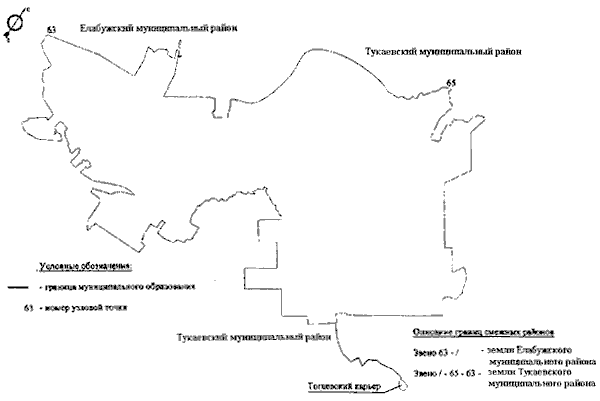 63
Елабужский муниципальный район
Тукаевский муниципальный район
65
Условные обозначения:
- граница муниципального образования
63 - номер узловой точки
Тукаевский муниципальный район
Тогаевский карьер
Описание границ смежных районов
Звено 63 - / - земли Елабужского
муниципального района
Звено / - 65 - 63 - земли Тукаевского
муниципального района